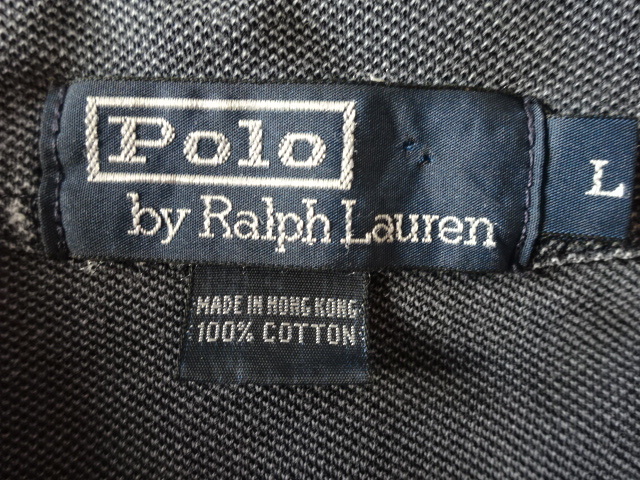 Polo
by Ralph Lauren
L
MADE IN HONG KONG
100% COTTON